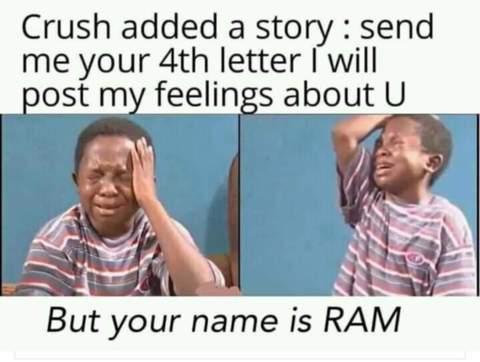 Crush added a story : send
me your 4th letter I will
post my feelings about U
But your name is RAM